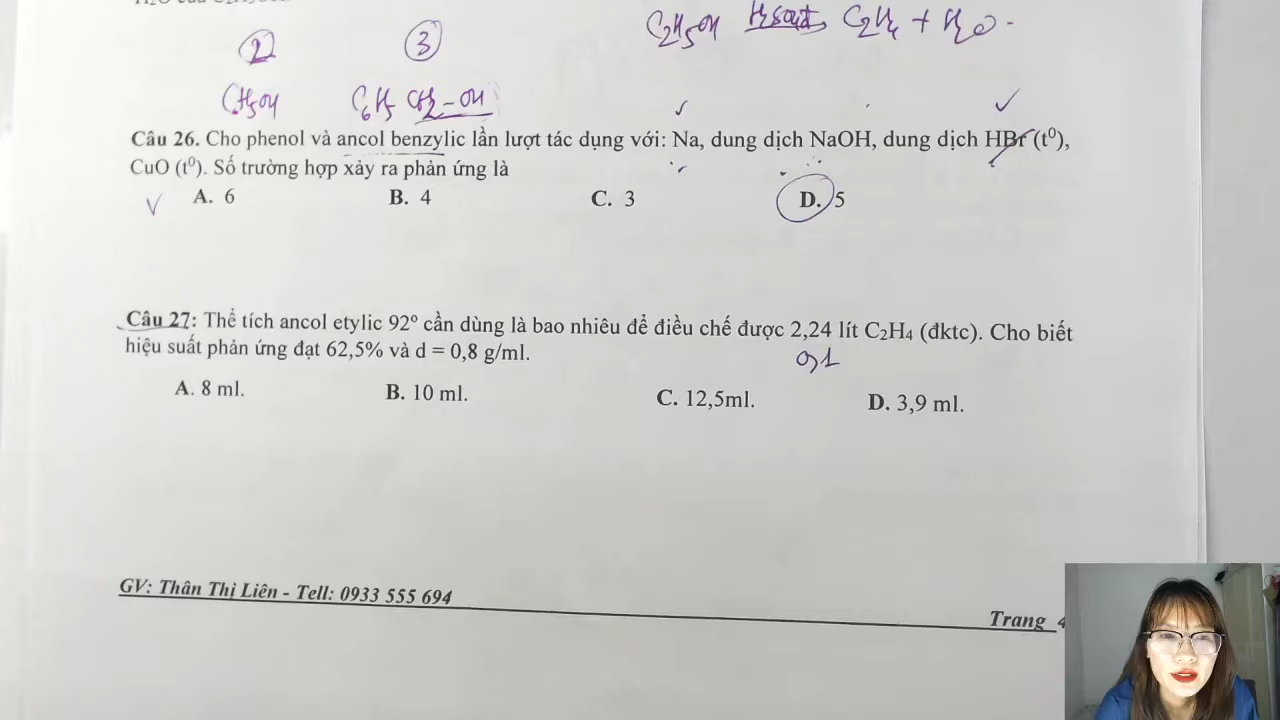 C₂H₅OH H₂SO₄đ C₂H₄ + H₂O
2 3
C₆H₅OH C₆H₅ CH₂-OH
Câu 26. Cho phenol và ancol benzylic lần lượt tác dụng với: Na, dung dịch NaOH, dung dịch HBr (t⁰),
CuO (t⁰). Số trường hợp xảy ra phản ứng là
A. 6 B. 4 C. 3 D. 5
Câu 27: Thể tích ancol etylic 92º cần dùng là bao nhiêu để điều chế được 2,24 lít C₂H₄ (đktc). Cho biết
hiệu suất phản ứng đạt 62,5% và d = 0,8 g/ml.
0,1
A. 8 ml. B. 10 ml. C. 12,5ml. D. 3,9 ml.
GV: Thân Thị Liên - Tell: 0933 555 694
Trang 4